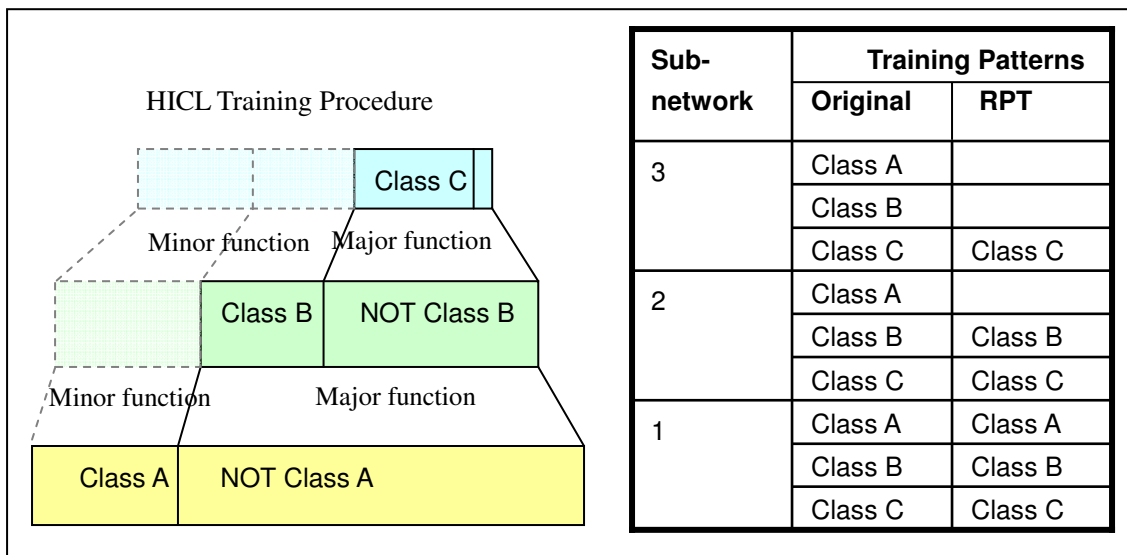 HICL Training Procedure
Class C
Minor function Major function
Class B NOT Class B
Minor function Major function
Class A NOT Class A
Sub-network Training Patterns
Original RPT
3 Class A
Class B
Class C Class C
2 Class A
Class B Class B
Class C Class C
1 Class A Class A
Class B Class B
Class C Class C